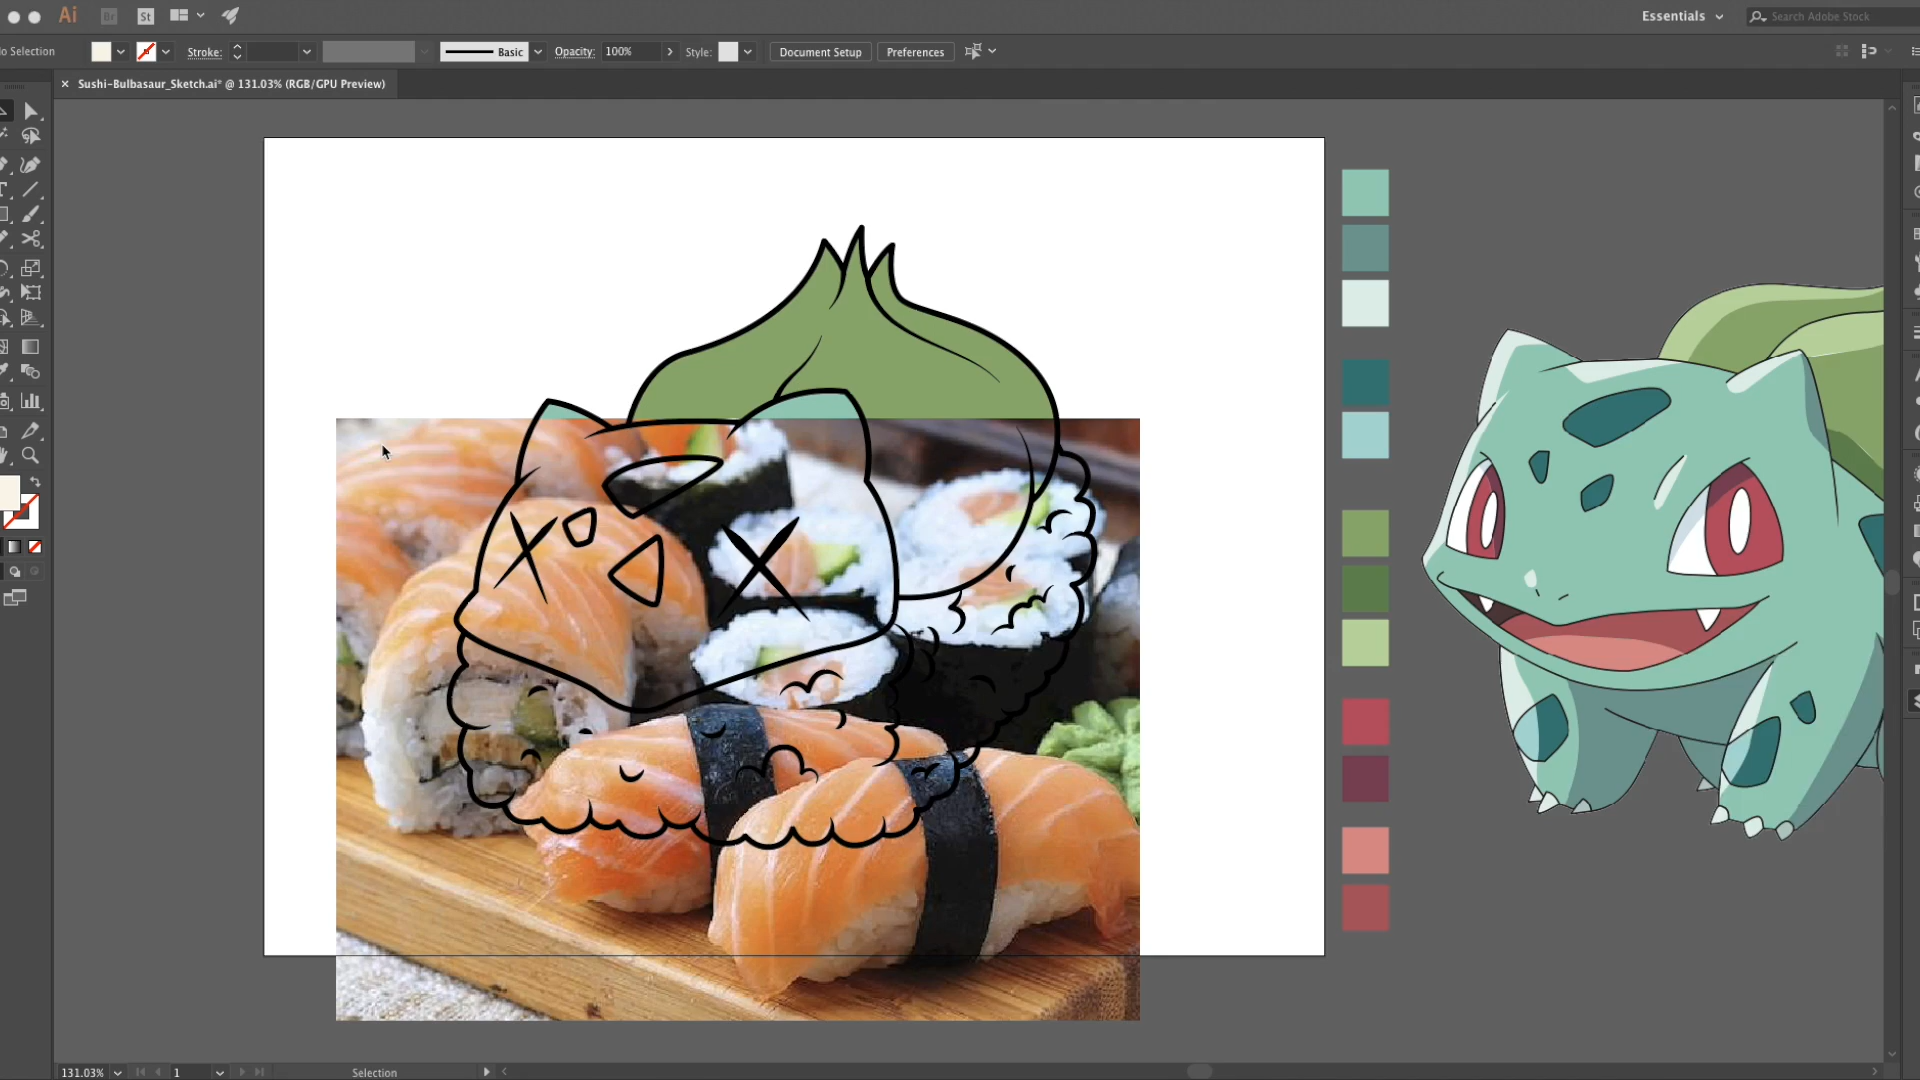 Ai Br St Essentials Search Adobe Stock
o Selection Stroke: Basic Opacity: 100% Style: Document Setup Preferences
× Sushi-Bulbasaur_Sketch.ai* @ 131.03% (RGB/GPU Preview)
131.03% 1 Selection